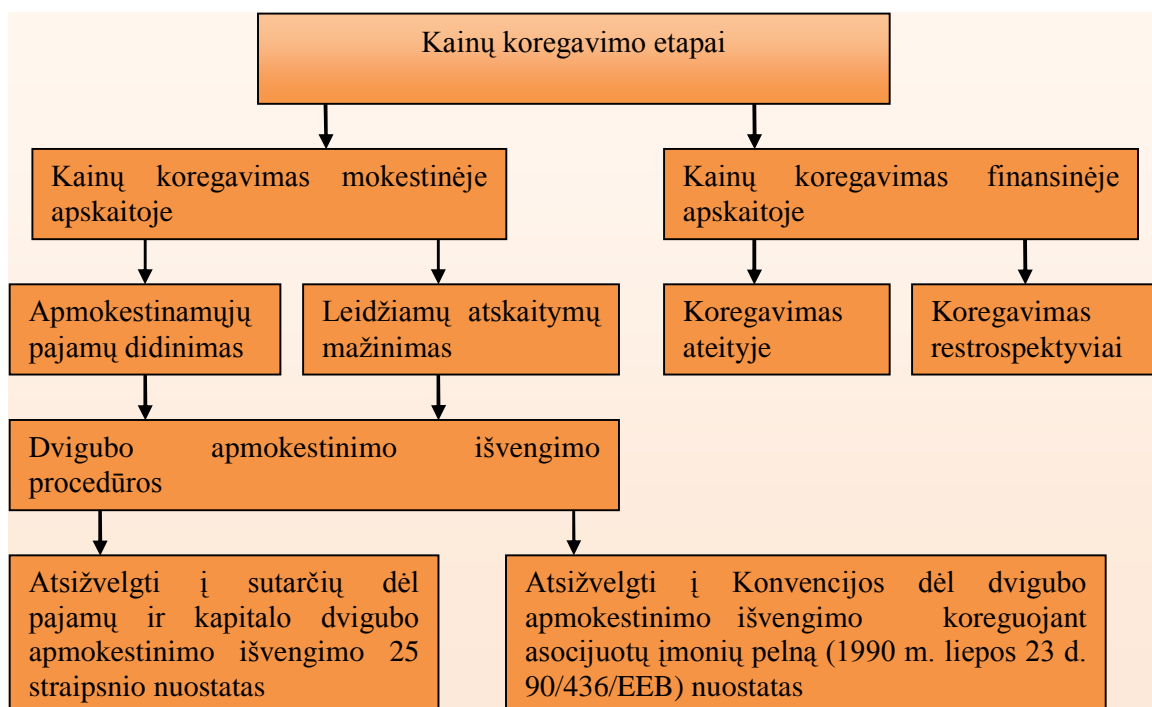 Kainų koregavimo etapai
Kainų koregavimas mokestinėje
apskaitoje
Kainų koregavimas finansinėje
apskaitoje
Apmokestinamųjų
pajamų didinimas
Leidžiamų atskaitymų
mažinimas
Koregavimas
ateityje
Koregavimas
restrospektyviai
Dvigubo apmokestinimo išvengimo
procedūros
Atsižvelgti į sutarčių dėl
pajamų ir kapitalo dvigubo
apmokestinimo išvengimo 25
straipsnio nuostatas
Atsižvelgti į Konvencijos dėl dvigubo
apmokestinimo išvengimo koreguojant
asocijuotų įmonių pelną (1990 m. liepos 23 d.
90/436/EEB) nuostatas